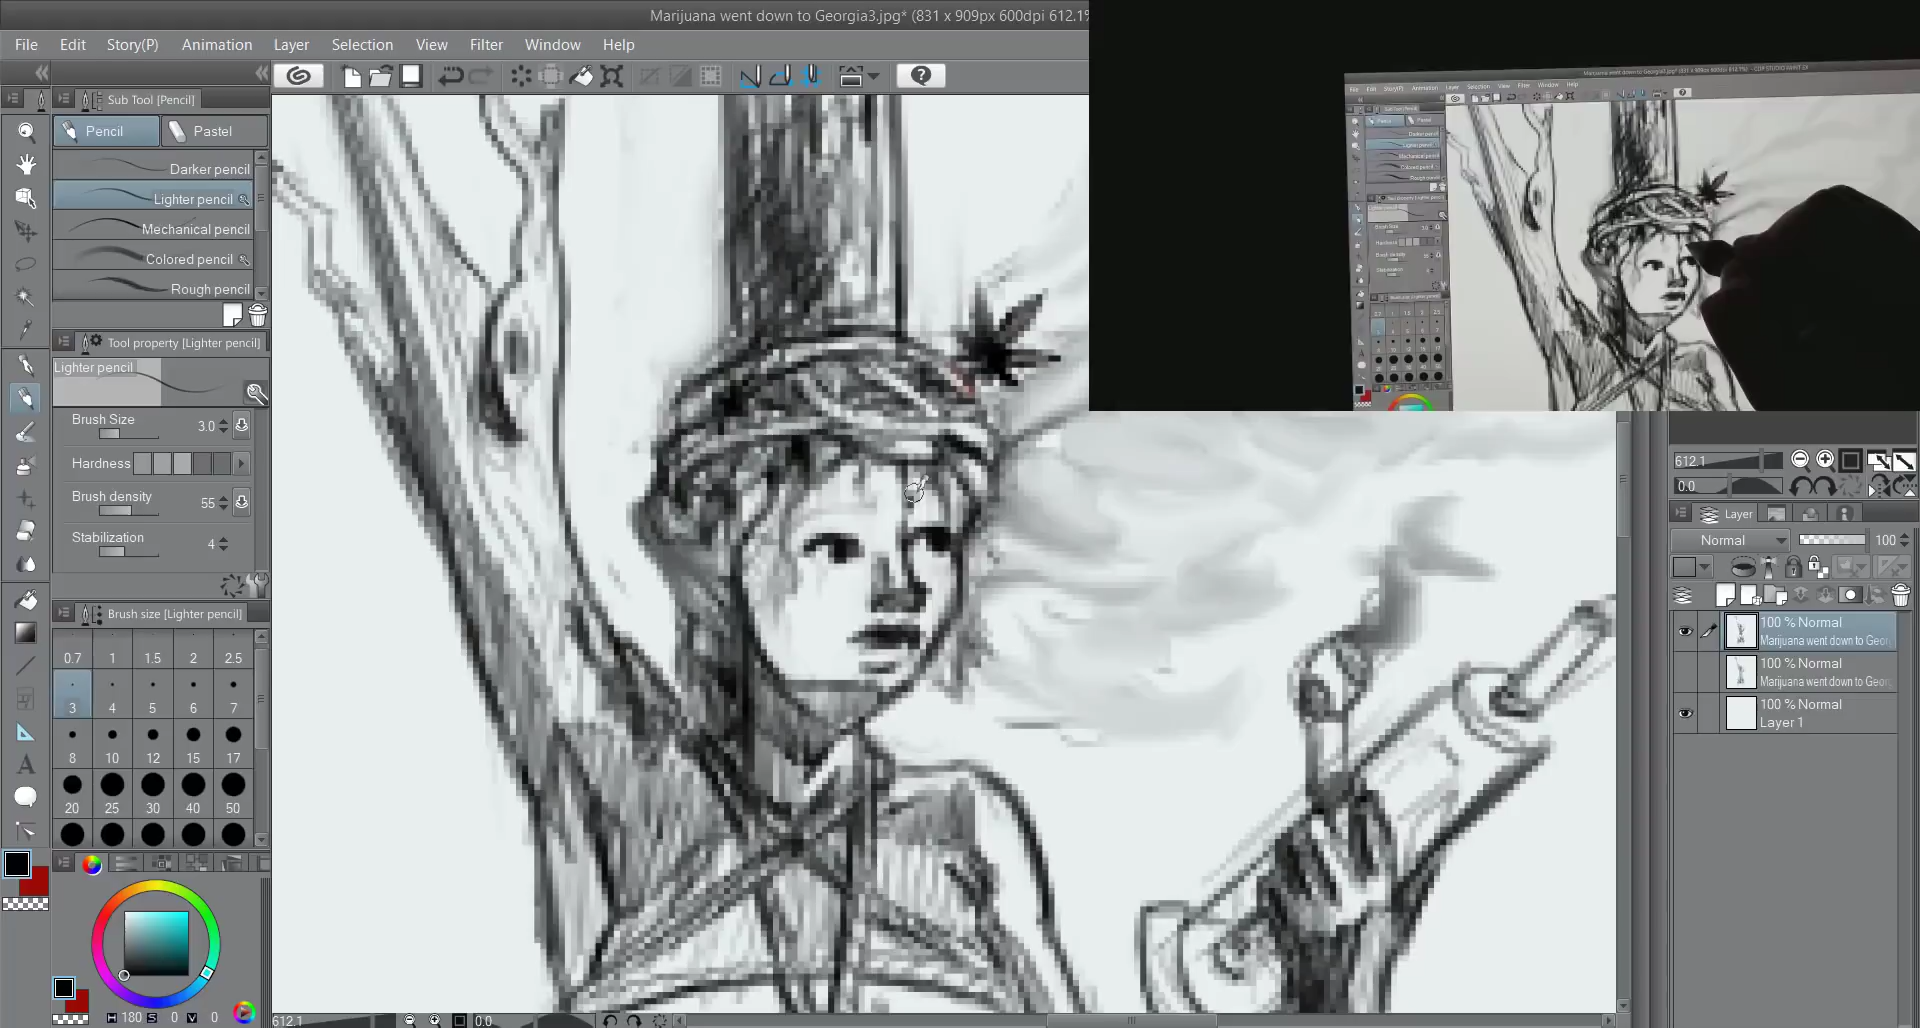 Marijuana went down to Georgia3.jpg* (831 x 909px 600dpi 612.1%
File Edit Story(P) Animation Layer Selection View Filter Window Help
Sub Tool [Pencil]
Pencil Pastel
Darker pencil
Lighter pencil
Mechanical pencil
Colored pencil
Rough pencil
Tool property [Lighter pencil]
Lighter pencil
Brush Size 3.0
Hardness
Brush density 55
Stabilization 4
Brush size [Lighter pencil]
0.7 1 1.5 2 2.5
3 4 5 6 7
8 10 12 15 17
20 25 30 40 50
H 180 S 0 V 0
612.1 0.0
612.1
0.0
Layer
Normal 100
100 % Normal
Marijuana went down to Geor
100 % Normal
Marijuana went down to Geor
100 % Normal
Layer 1